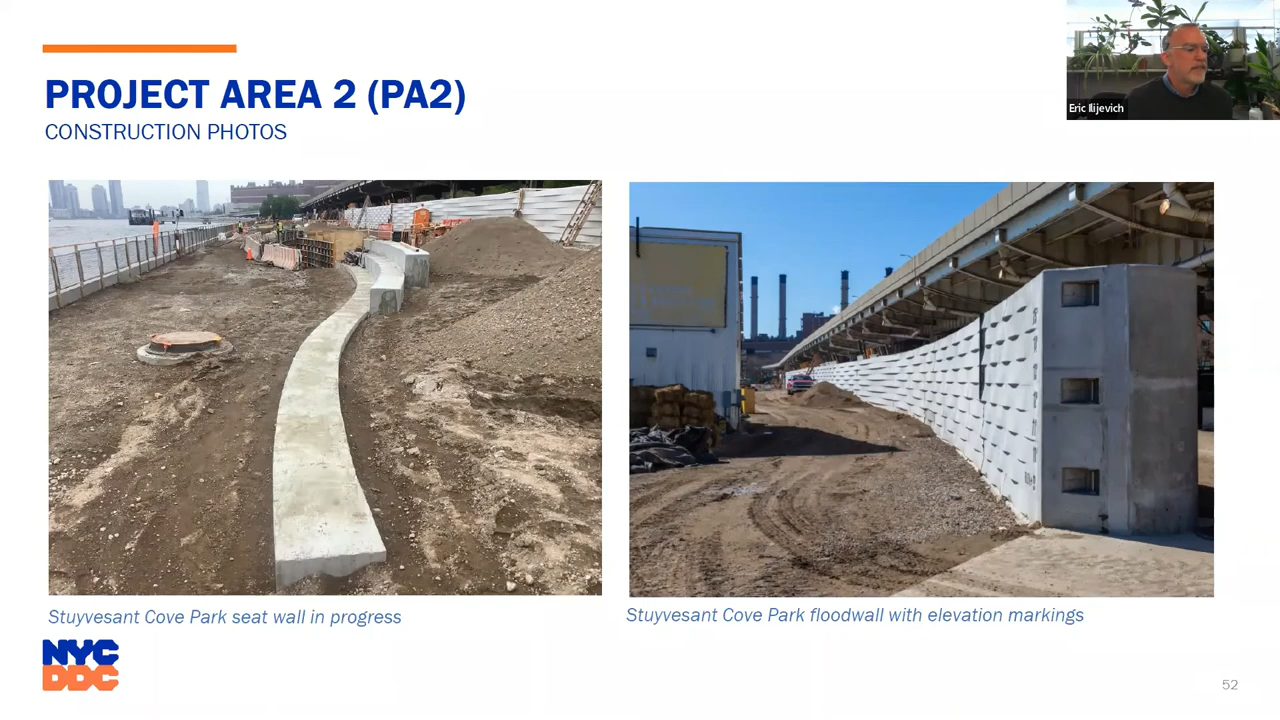 PROJECT AREA 2 (PA2)
CONSTRUCTION PHOTOS
Eric Ilijevich
Stuyvesant Cove Park seat wall in progress
Stuyvesant Cove Park floodwall with elevation markings
NYC
DDC
52